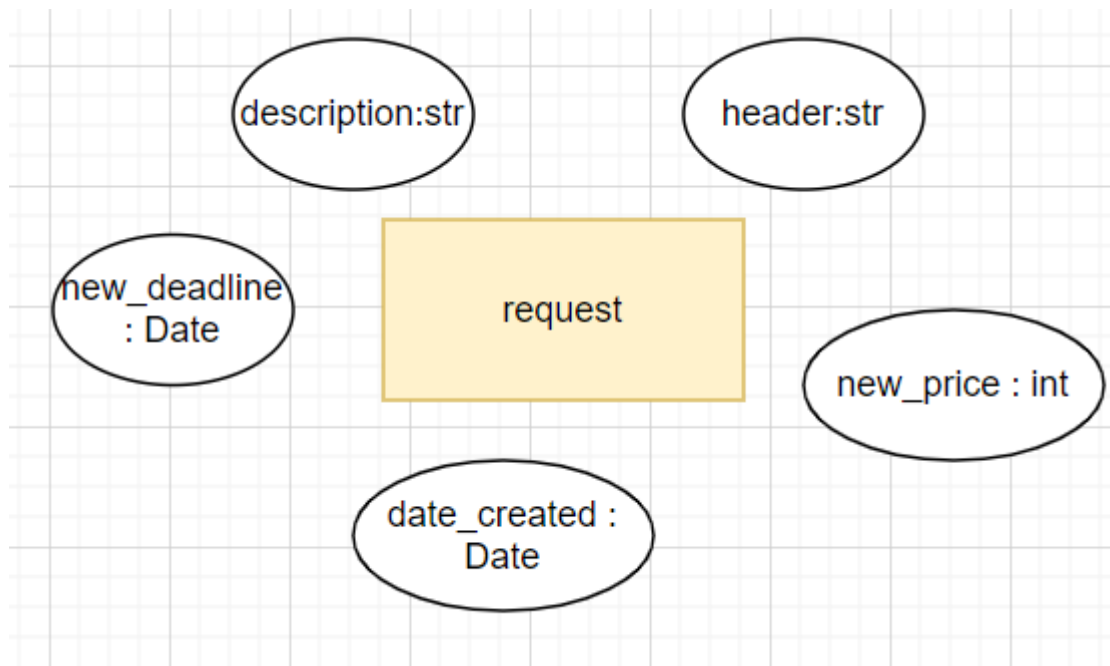 description:str
header:str
new_deadline
: Date
request
new_price : int
date_created :
Date